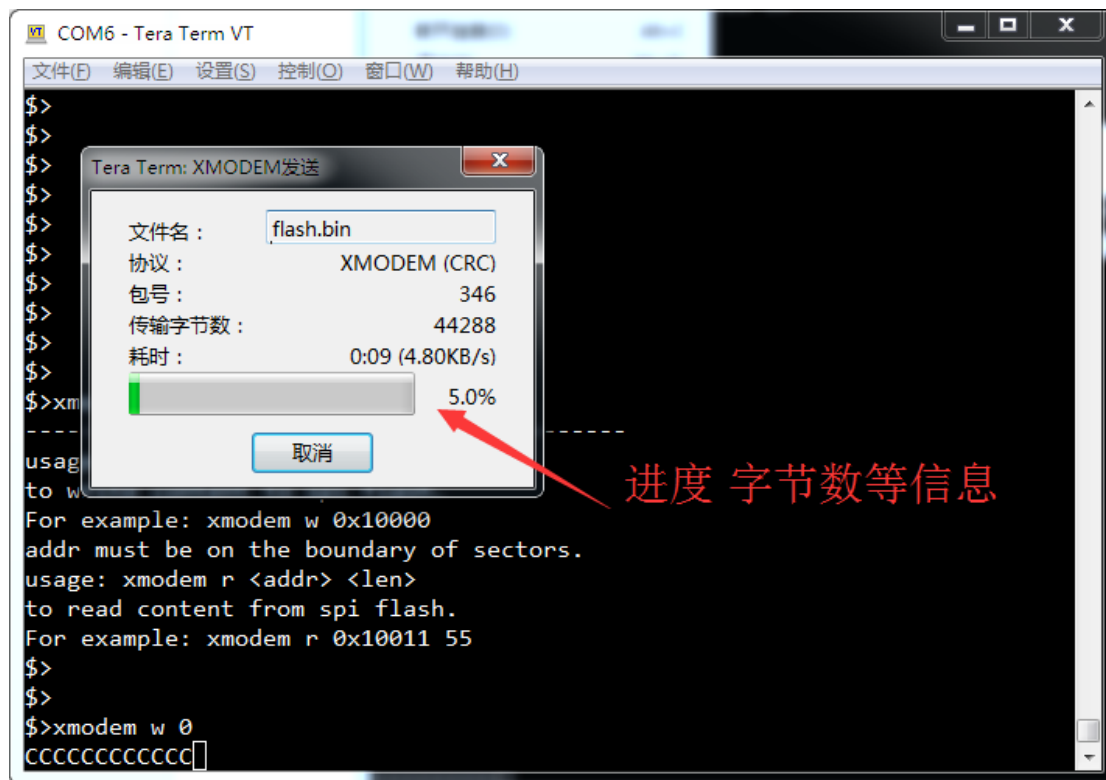 COM6 - Tera Term VT
文件(F) 编辑(E) 设置(S) 控制(O) 窗口(W) 帮助(H)
$>
$>
$>
$>
$>
$>
$>
$>
$>
$>
$>xm
Tera Term: XMODEM发送
文件名： flash.bin
协议： XMODEM (CRC)
包号： 346
传输字节数： 44288
耗时： 0:09 (4.80KB/s)
5.0%
取消
进度 字节数等信息
usag
to w
For example: xmodem w 0x10000
addr must be on the boundary of sectors.
usage: xmodem r <addr> <len>
to read content from spi flash.
For example: xmodem r 0x10011 55
$>
$>
$>xmodem w 0
CCCCCCCCCCCC